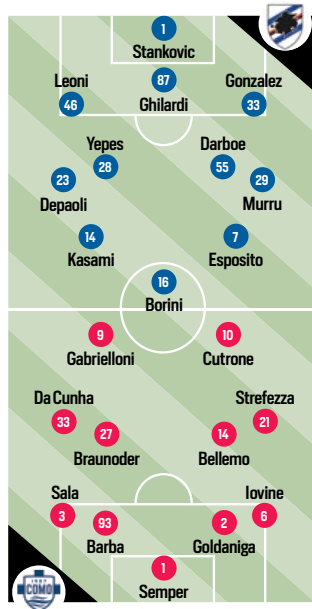 1
Stankovic
Leoni
87
Gonzalez
46
Ghilardi
33
Yepes
Darboe
28
55
23
29
Depaoli
Murru
14
7
Kasami
Esposito
16
Borini
9
10
Gabrielloni
Cutrone
Da Cunha
Strefezza
33
21
27
14
Braunoder
Bellemo
Sala
Iovine
3
93
2
6
Barba
Goldaniga
1
Semper
COMO